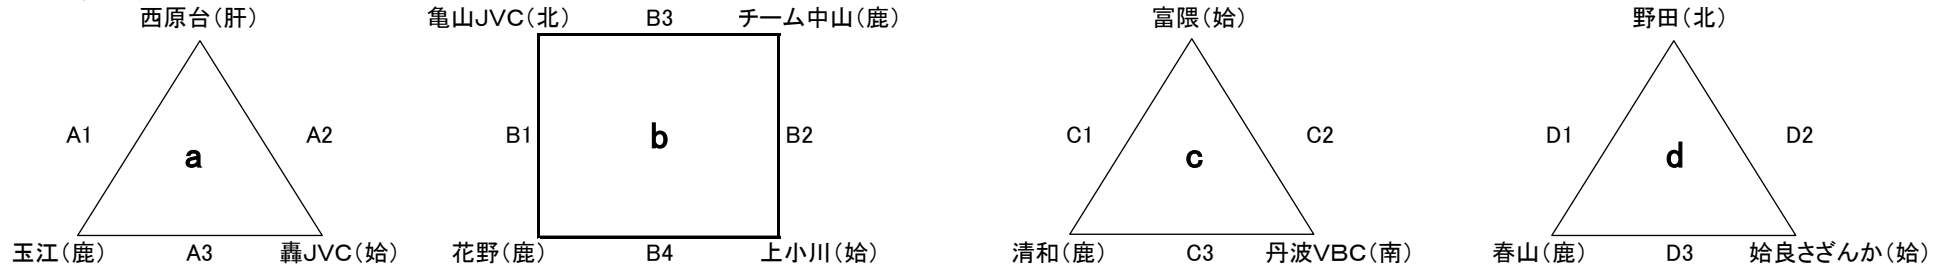 西原台(肝) 亀山JVC(北) B3 チーム中山(鹿) 富隈(姶) 野田(北)
A1 A2 B1 B2 C1 C2 D1 D2
a b c d
玉江(鹿) A3 轟JVC(姶) 花野(鹿) B4 上小川(姶) 清和(鹿) C3 丹波VBC(南) 春山(鹿) D3 姶良さざんか(姶)